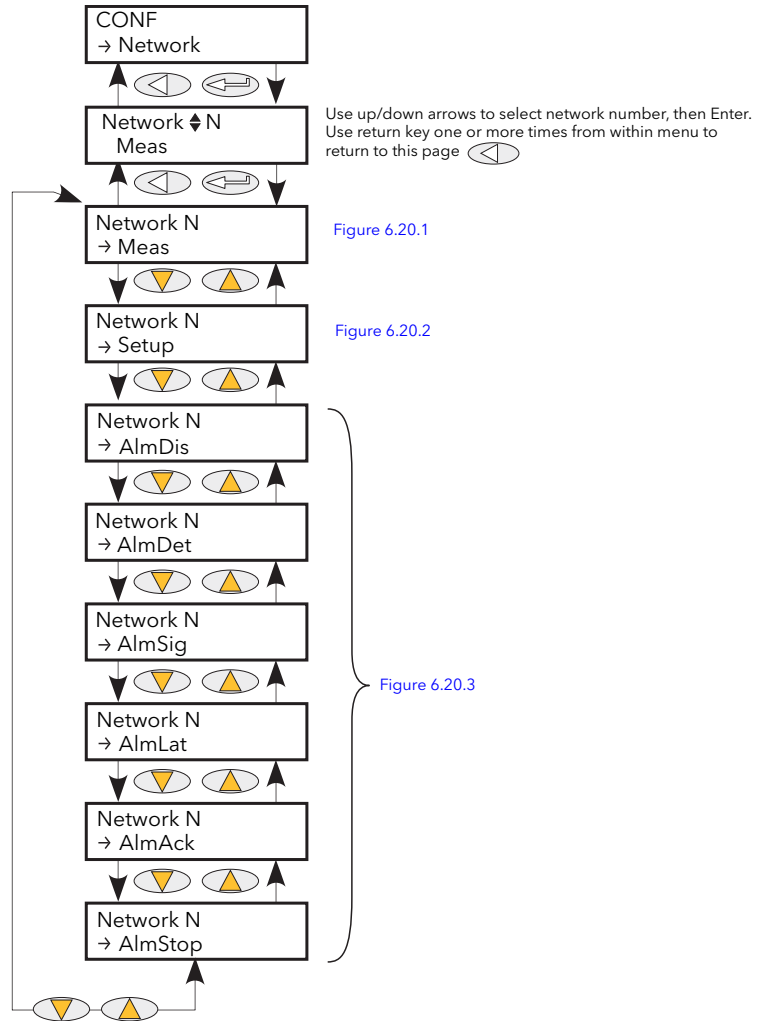 CONF
→ Network
Network ♦ N
Meas
Use up/down arrows to select network number, then Enter.
Use return key one or more times from within menu to
return to this page
Network N
→ Meas
Figure 6.20.1
Network N
→ Setup
Figure 6.20.2
Network N
→ AlmDis
Network N
→ AlmDet
Network N
→ AlmSig
Figure 6.20.3
Network N
→ AlmLat
Network N
→ AlmAck
Network N
→ AlmStop